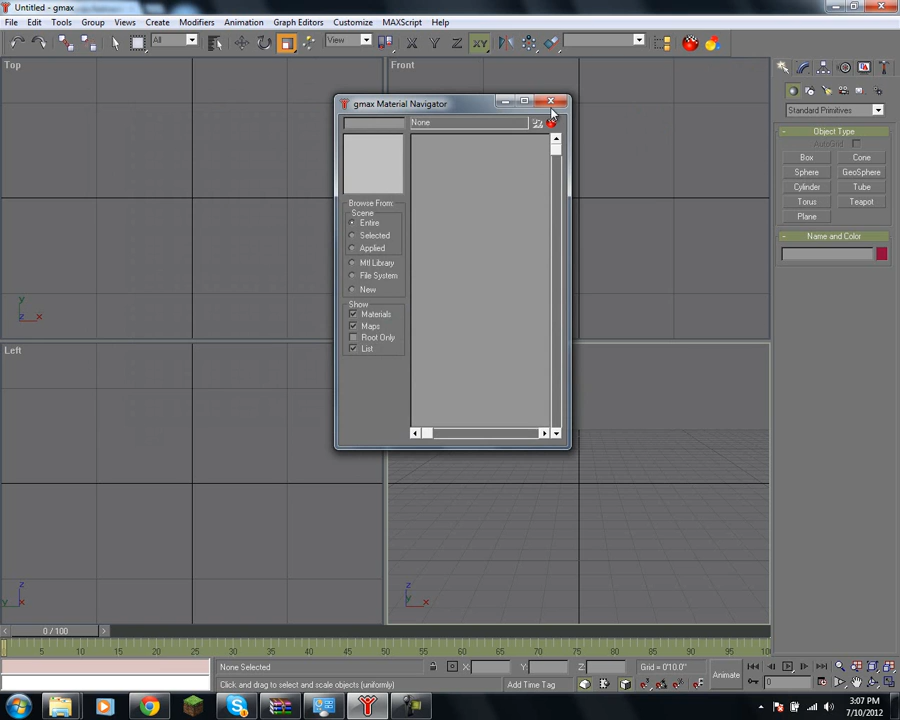 Untitled - gmax
File Edit Tools Group Views Create Modifiers Animation Graph Editors Customize MAXScript Help
All View X Y Z XY
Top Front
gmax Material Navigator
None
Browse From:
Scene
Entire
Selected
Applied
Mtl Library
File System
New
Show
Materials
Maps
Root Only
List
Standard Primitives
- Object Type
AutoGrid
Box Cone
Sphere GeoSphere
Cylinder Tube
Torus Teapot
Plane
- Name and Color
y
z x
Left
z
y x
z
y x
< 0 / 100 >
5 10 15 20 25 30 35 40 45 50 55 60 65 70 75 80 85 90 95 100
None Selected X: Y: Z: Grid = 0'10.0" Animate
Click and drag to select and scale objects (uniformly) Add Time Tag 0
3:07 PM
7/10/2012